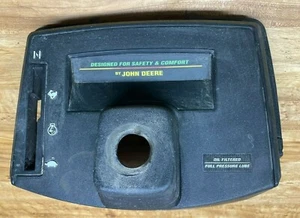 DESIGNED FOR SAFETY & COMFORT
BY JOHN DEERE
OIL FILTERED
FULL PRESSURE LUBE